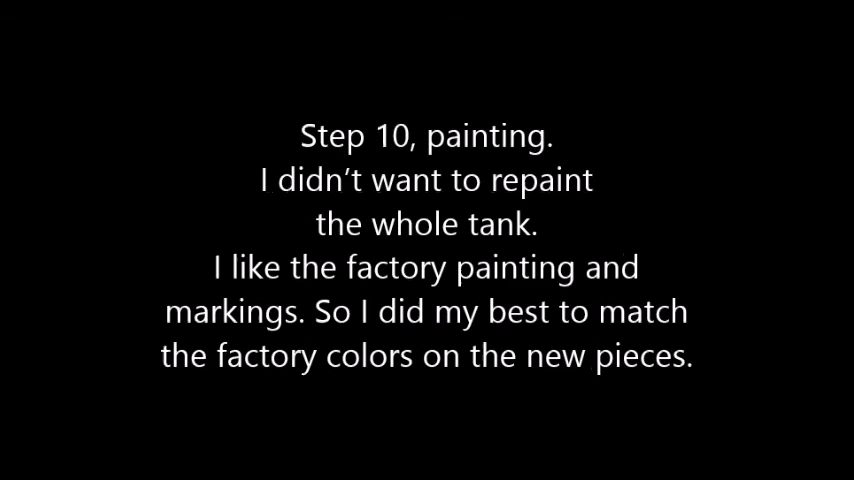 Step 10, painting.
I didn’t want to repaint
the whole tank.
I like the factory painting and
markings. So I did my best to match
the factory colors on the new pieces.